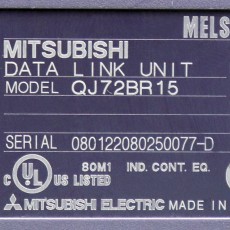 MELS
MITSUBISHI
DATA LINK UNIT
MODEL QJ72BR15
SERIAL 080122080250077-D
80M1 IND. CONT. EQ.
C UL US LISTED
MITSUBISHI ELECTRIC MADE IN